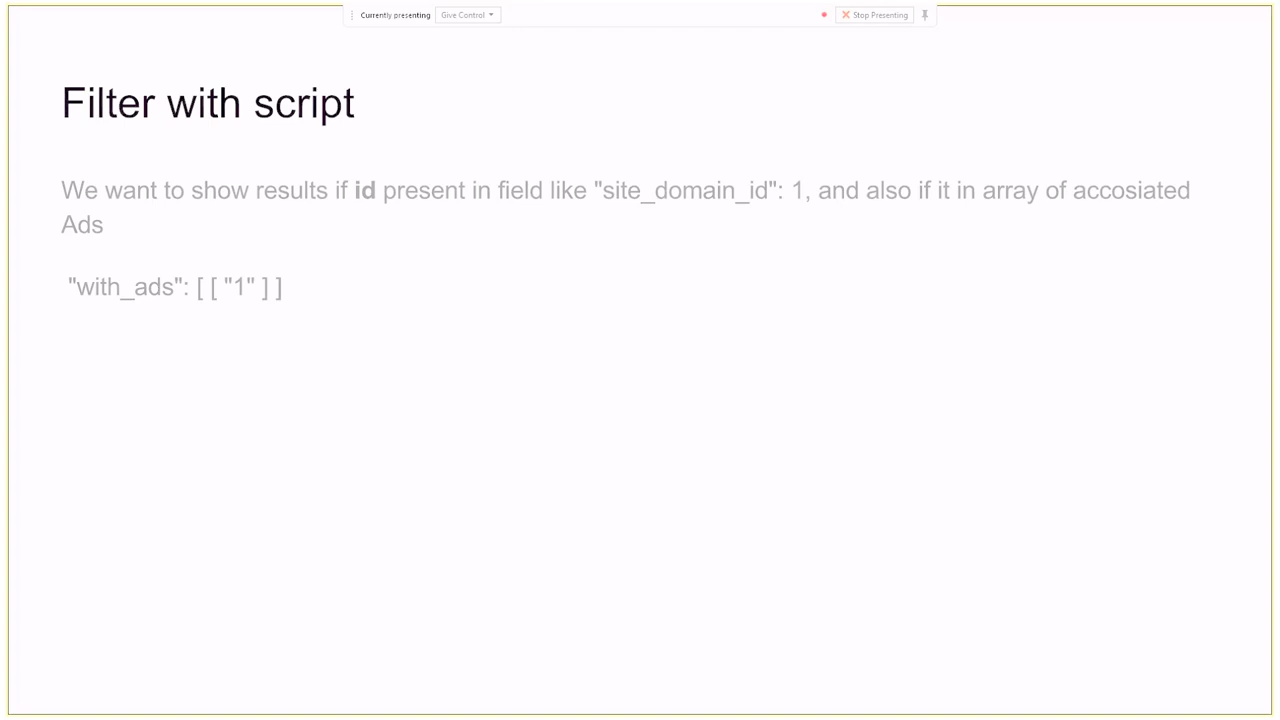 Currently presenting Give Control Stop Presenting
Filter with script
We want to show results if id present in field like "site_domain_id": 1, and also if it in array of accosiated
Ads
"with_ads": [ [ "1" ] ]